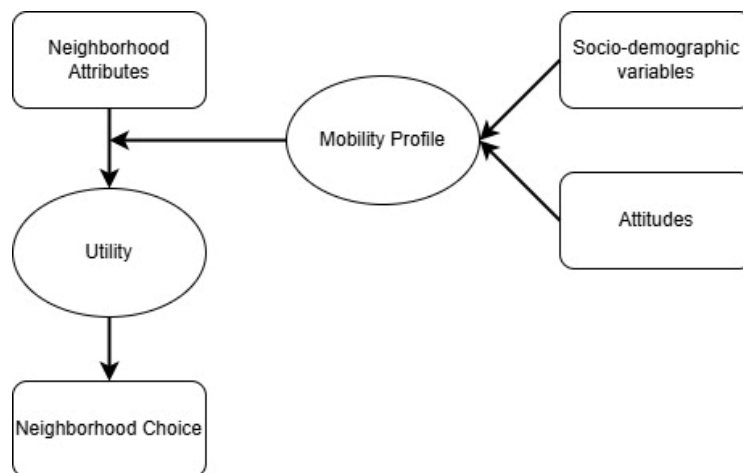 Neighborhood
Attributes
Socio-demographic
variables
Mobility Profile
Attitudes
Utility
Neighborhood Choice